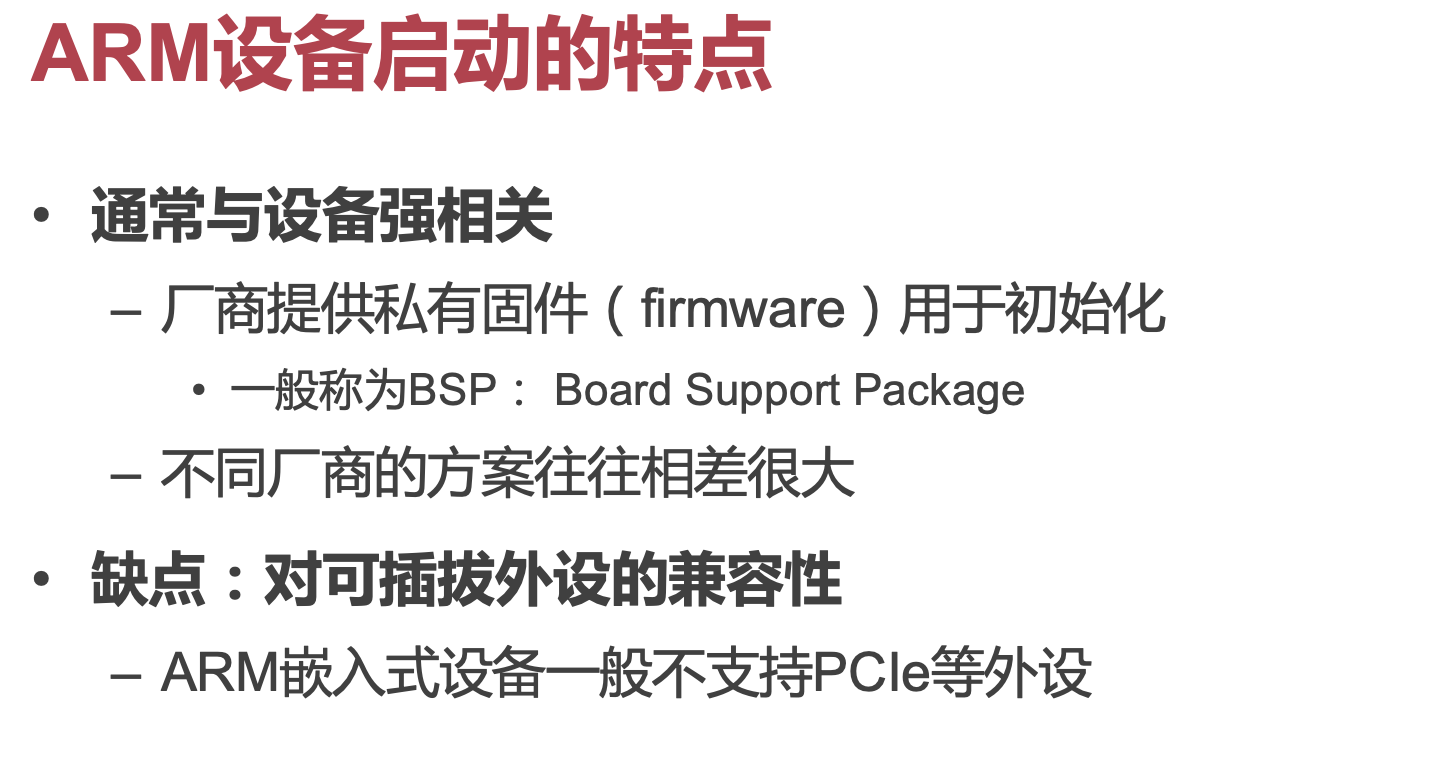 ARM设备启动的特点
• 通常与设备强相关
– 厂商提供私有固件（firmware）用于初始化
• 一般称为BSP： Board Support Package
– 不同厂商的方案往往相差很大
• 缺点：对可插拔外设的兼容性
– ARM嵌入式设备一般不支持PCIe等外设